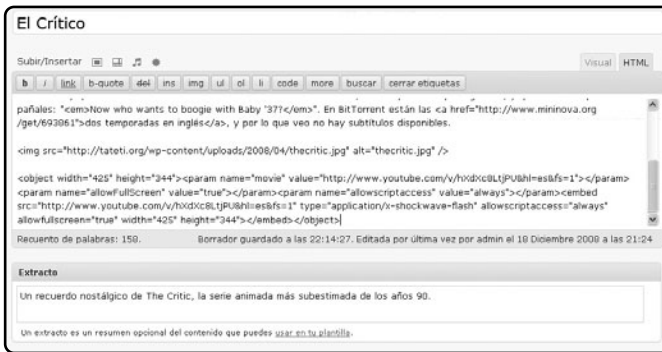 El Crítico
Subir/Insertar Visual HTML
b i link b-quote del ins img ul ol li code more buscar cerrar etiquetas
pañales: "<em>Now who wants to boogie with Baby '37?</em>". En BitTorrent están las <a href="http://www.mininova.org
/get/693861">dos temporadas en inglés</a>, y por lo que veo no hay subtítulos disponibles.
<img src="http://tateti.org/wp-content/uploads/2008/04/thecritic.jpg" alt="thecritic.jpg" />
<object width="425" height="344"><param name="movie" value="http://www.youtube.com/v/hXdXc8LtjPU&hl=es&fs=1"></param>
<param name="allowFullScreen" value="true"></param><param name="allowscriptaccess" value="always"></param><embed
src="http://www.youtube.com/v/hXdXc8LtjPU&hl=es&fs=1" type="application/x-shockwave-flash" allowscriptaccess="always"
allowfullscreen="true" width="425" height="344"></embed></object>
Recuento de palabras: 158. Borrador guardado a las 22:14:27. Editada por última vez por admin el 18 Diciembre 2008 a las 21:24
Extracto
Un recuerdo nostálgico de The Critic, la serie animada más subestimada de los años 90.
Un extracto es un resumen opcional del contenido que puedes usar en tu plantilla.